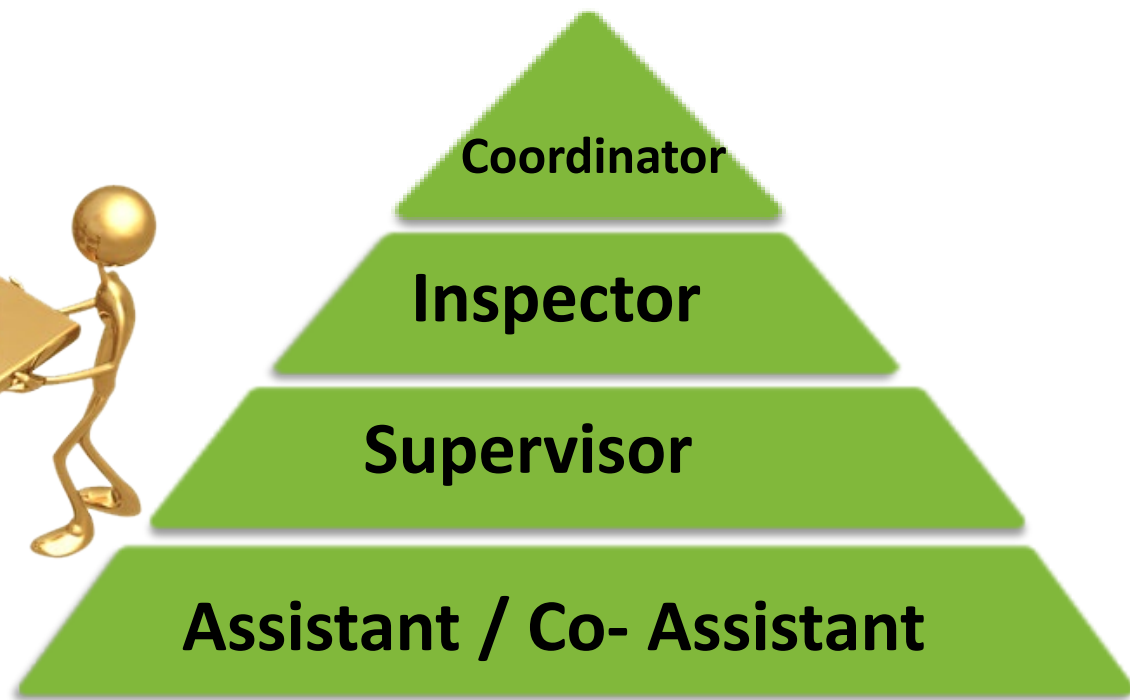 Coordinator
Inspector
Supervisor
Assistant / Co- Assistant